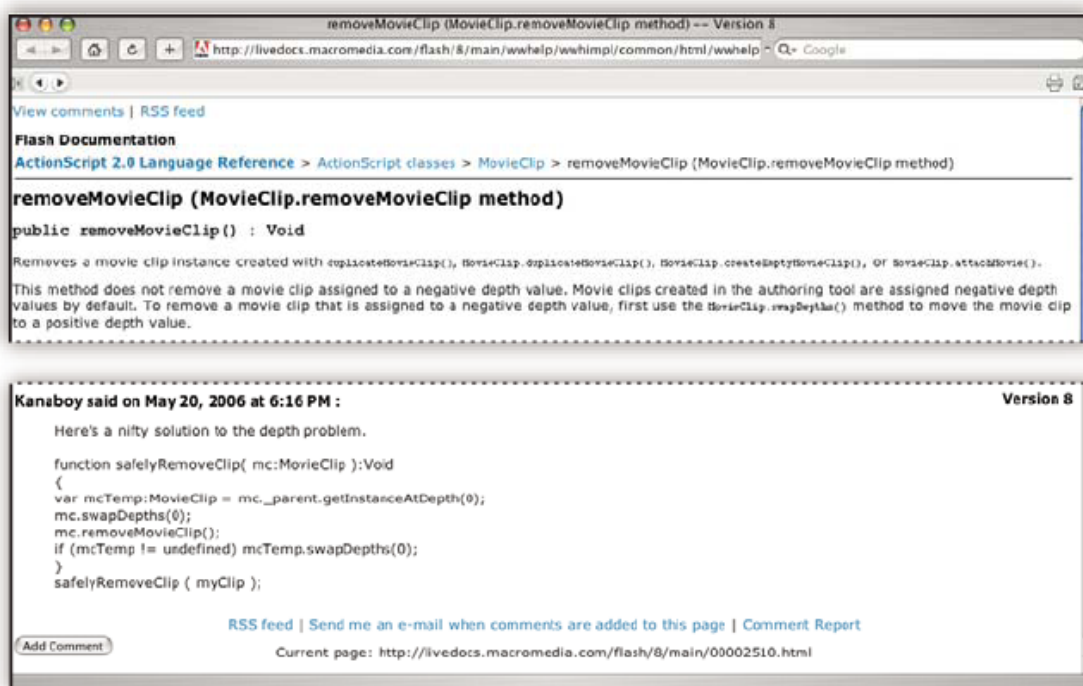 removeMovieClip (MovieClip.removeMovieClip method) -- Version 8
http://livedocs.macromedia.com/flash/8/main/wwhelp/wwhimpl/common/html/wwhelp
Google
View comments | RSS feed
Flash Documentation
ActionScript 2.0 Language Reference > ActionScript classes > MovieClip > removeMovieClip (MovieClip.removeMovieClip method)
removeMovieClip (MovieClip.removeMovieClip method)
public removeMovieClip() : Void
Removes a movie clip instance created with duplicateMovieClip(), MovieClip.duplicateMovieClip(), MovieClip.createEmptyMovieClip(), or MovieClip.attachMovie().
This method does not remove a movie clip assigned to a negative depth value. Movie clips created in the authoring tool are assigned negative depth
values by default. To remove a movie clip that is assigned to a negative depth value, first use the MovieClip.swapDepths() method to move the movie clip
to a positive depth value.
Kanaboy said on May 20, 2006 at 6:16 PM :
Version 8
Here's a nifty solution to the depth problem.
function safelyRemoveClip( mc:MovieClip ):Void
{
var mcTemp:MovieClip = mc._parent.getInstanceAtDepth(0);
mc.swapDepths(0);
mc.removeMovieClip();
if (mcTemp != undefined) mcTemp.swapDepths(0);
}
safelyRemoveClip ( myClip );
RSS feed | Send me an e-mail when comments are added to this page | Comment Report
Add Comment
Current page: http://livedocs.macromedia.com/flash/8/main/00002510.html